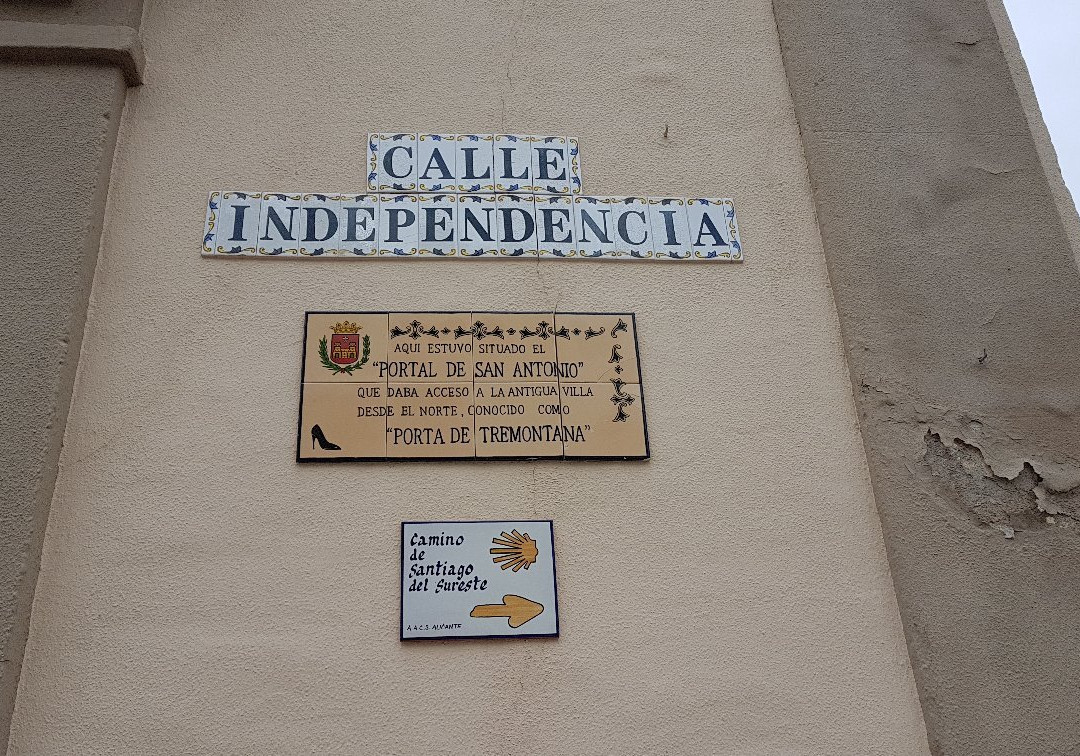 CALLE
INDEPENDENCIA
AQUI ESTUVO SITUADO EL
"PORTAL DE SAN ANTONIO"
QUE DABA ACCESO A LA ANTIGUA VILLA
DESDE EL NORTE, CONOCIDO COMO
"PORTA DE TREMONTANA"
Camino
de
Santiago
del Sureste
A.A.C.S. ALICANTE